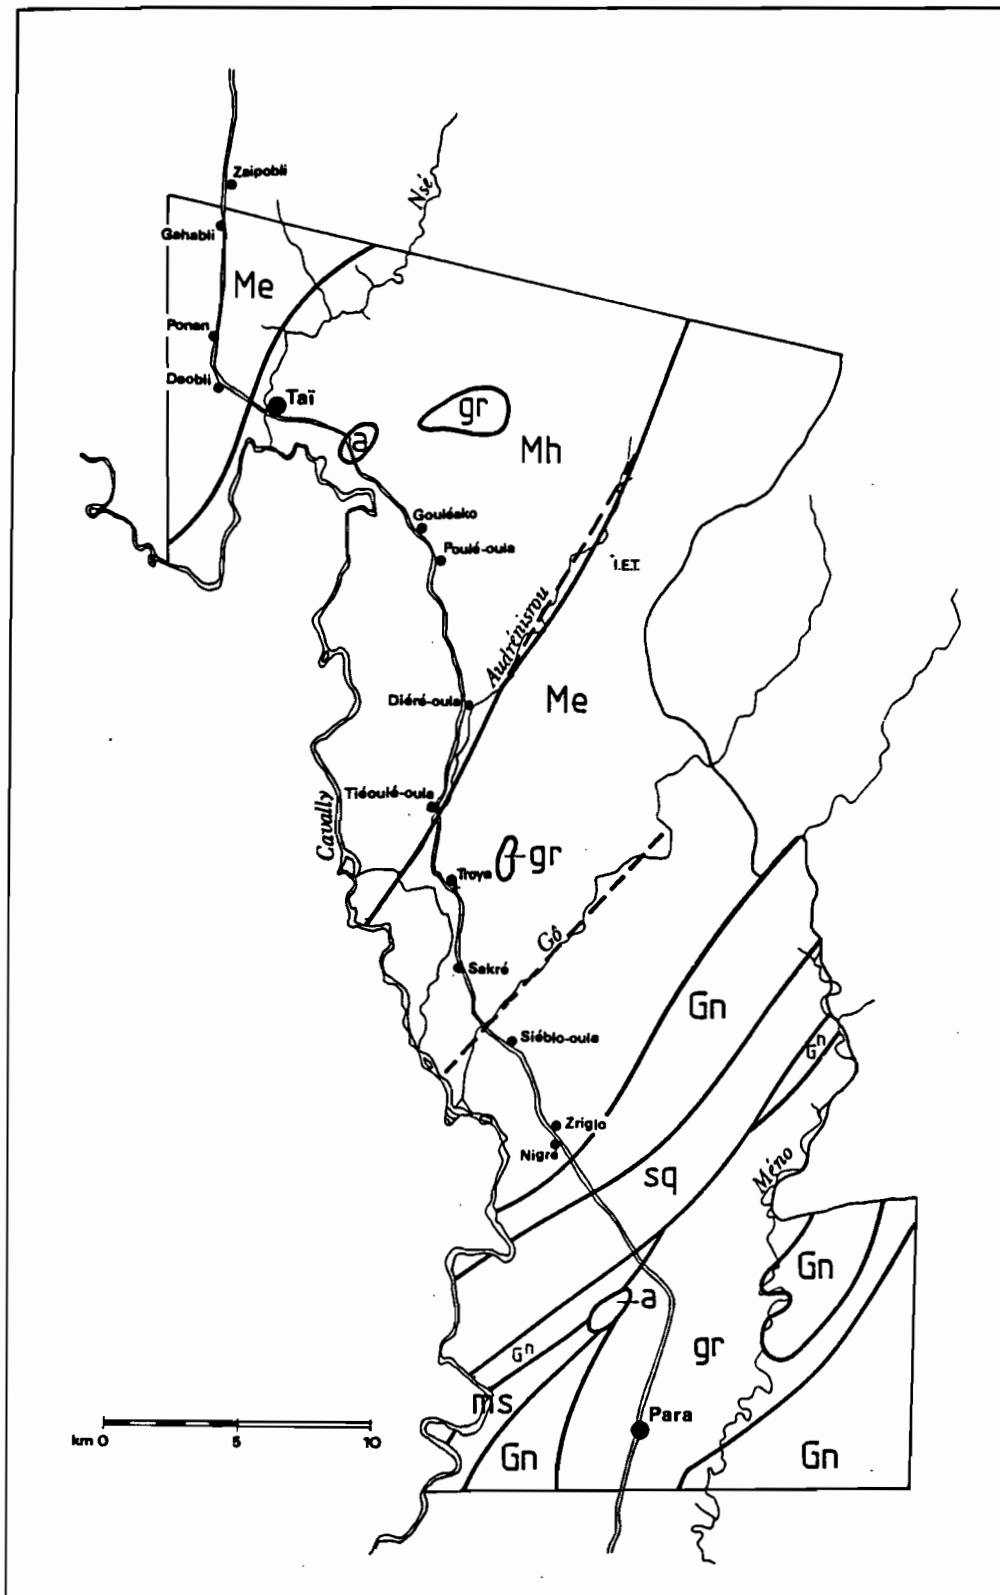 Zaipobli
Nsé
Gahabli
Me
Ponan
Daobli
Taï
gr
a
Mh
Gouléako
Poulé-oula
I.E.T.
Audrénisrou
Diéré-oula
Me
Tiéoulé-oula
Cavally
gr
Troya
Gô
Sakré
Gn
Siéblo-oula
Gn
Zriglo
Nigré
sq
Méno
Gn
a
gr
Gn
ms
Para
km 0 5 10
Gn
Gn